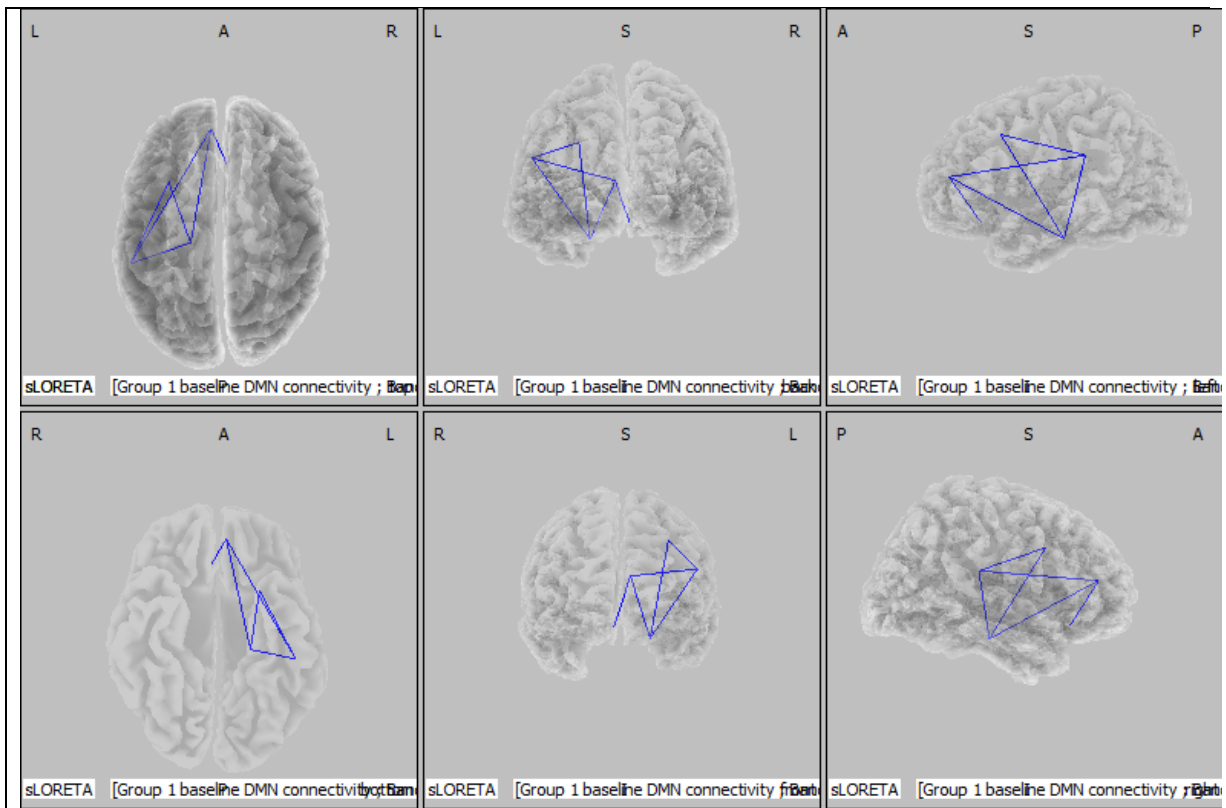 L A R
L S R
A S P
sLORETA [Group 1 baseline DMN connectivity ;
sLORETA [Group 1 baseline DMN connectivity ;
sLORETA [Group 1 baseline DMN connectivity ;
R A L
R S L
P S A
sLORETA [Group 1 baseline DMN connectivity ;
sLORETA [Group 1 baseline DMN connectivity ;
sLORETA [Group 1 baseline DMN connectivity ;